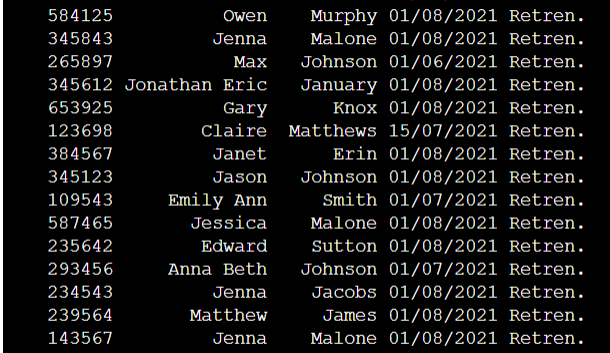 584125 Owen Murphy 01/08/2021 Retren.
345843 Jenna Malone 01/08/2021 Retren.
265897 Max Johnson 01/06/2021 Retren.
345612 Jonathan Eric January 01/08/2021 Retren.
653925 Gary Knox 01/08/2021 Retren.
123698 Claire Matthews 15/07/2021 Retren.
384567 Janet Erin 01/08/2021 Retren.
345123 Jason Johnson 01/08/2021 Retren.
109543 Emily Ann Smith 01/07/2021 Retren.
587465 Jessica Malone 01/08/2021 Retren.
235642 Edward Sutton 01/08/2021 Retren.
293456 Anna Beth Johnson 01/07/2021 Retren.
234543 Jenna Jacobs 01/08/2021 Retren.
239564 Matthew James 01/08/2021 Retren.
143567 Jenna Malone 01/08/2021 Retren.